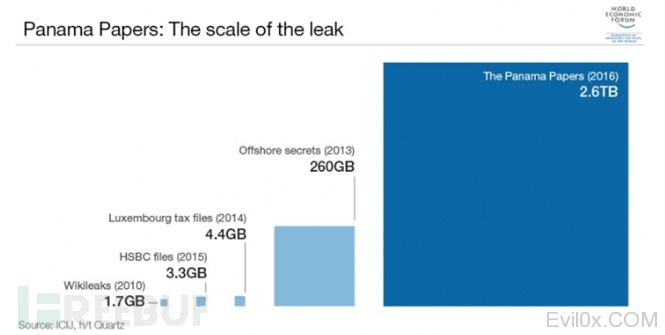 Panama Papers: The scale of the leak
WORLD
ECONOMIC
FORUM
The Panama Papers (2016)
2.6TB
Offshore secrets (2013)
260GB
Luxembourg tax files (2014)
4.4GB
HSBC files (2015)
3.3GB
Wikileaks (2010)
1.7GB
FREEBUF
Source: ICIJ, h/t Quartz
Evil0x.COM